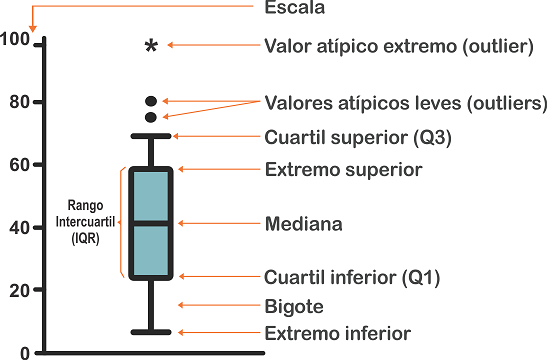 Escala
100
Valor atípico extremo (outlier)
80
Valores atípicos leves (outliers)
Cuartil superior (Q3)
60
Extremo superior
Rango
Intercuartil
(IQR)
40
Mediana
Cuartil inferior (Q1)
20
Bigote
Extremo inferior
0